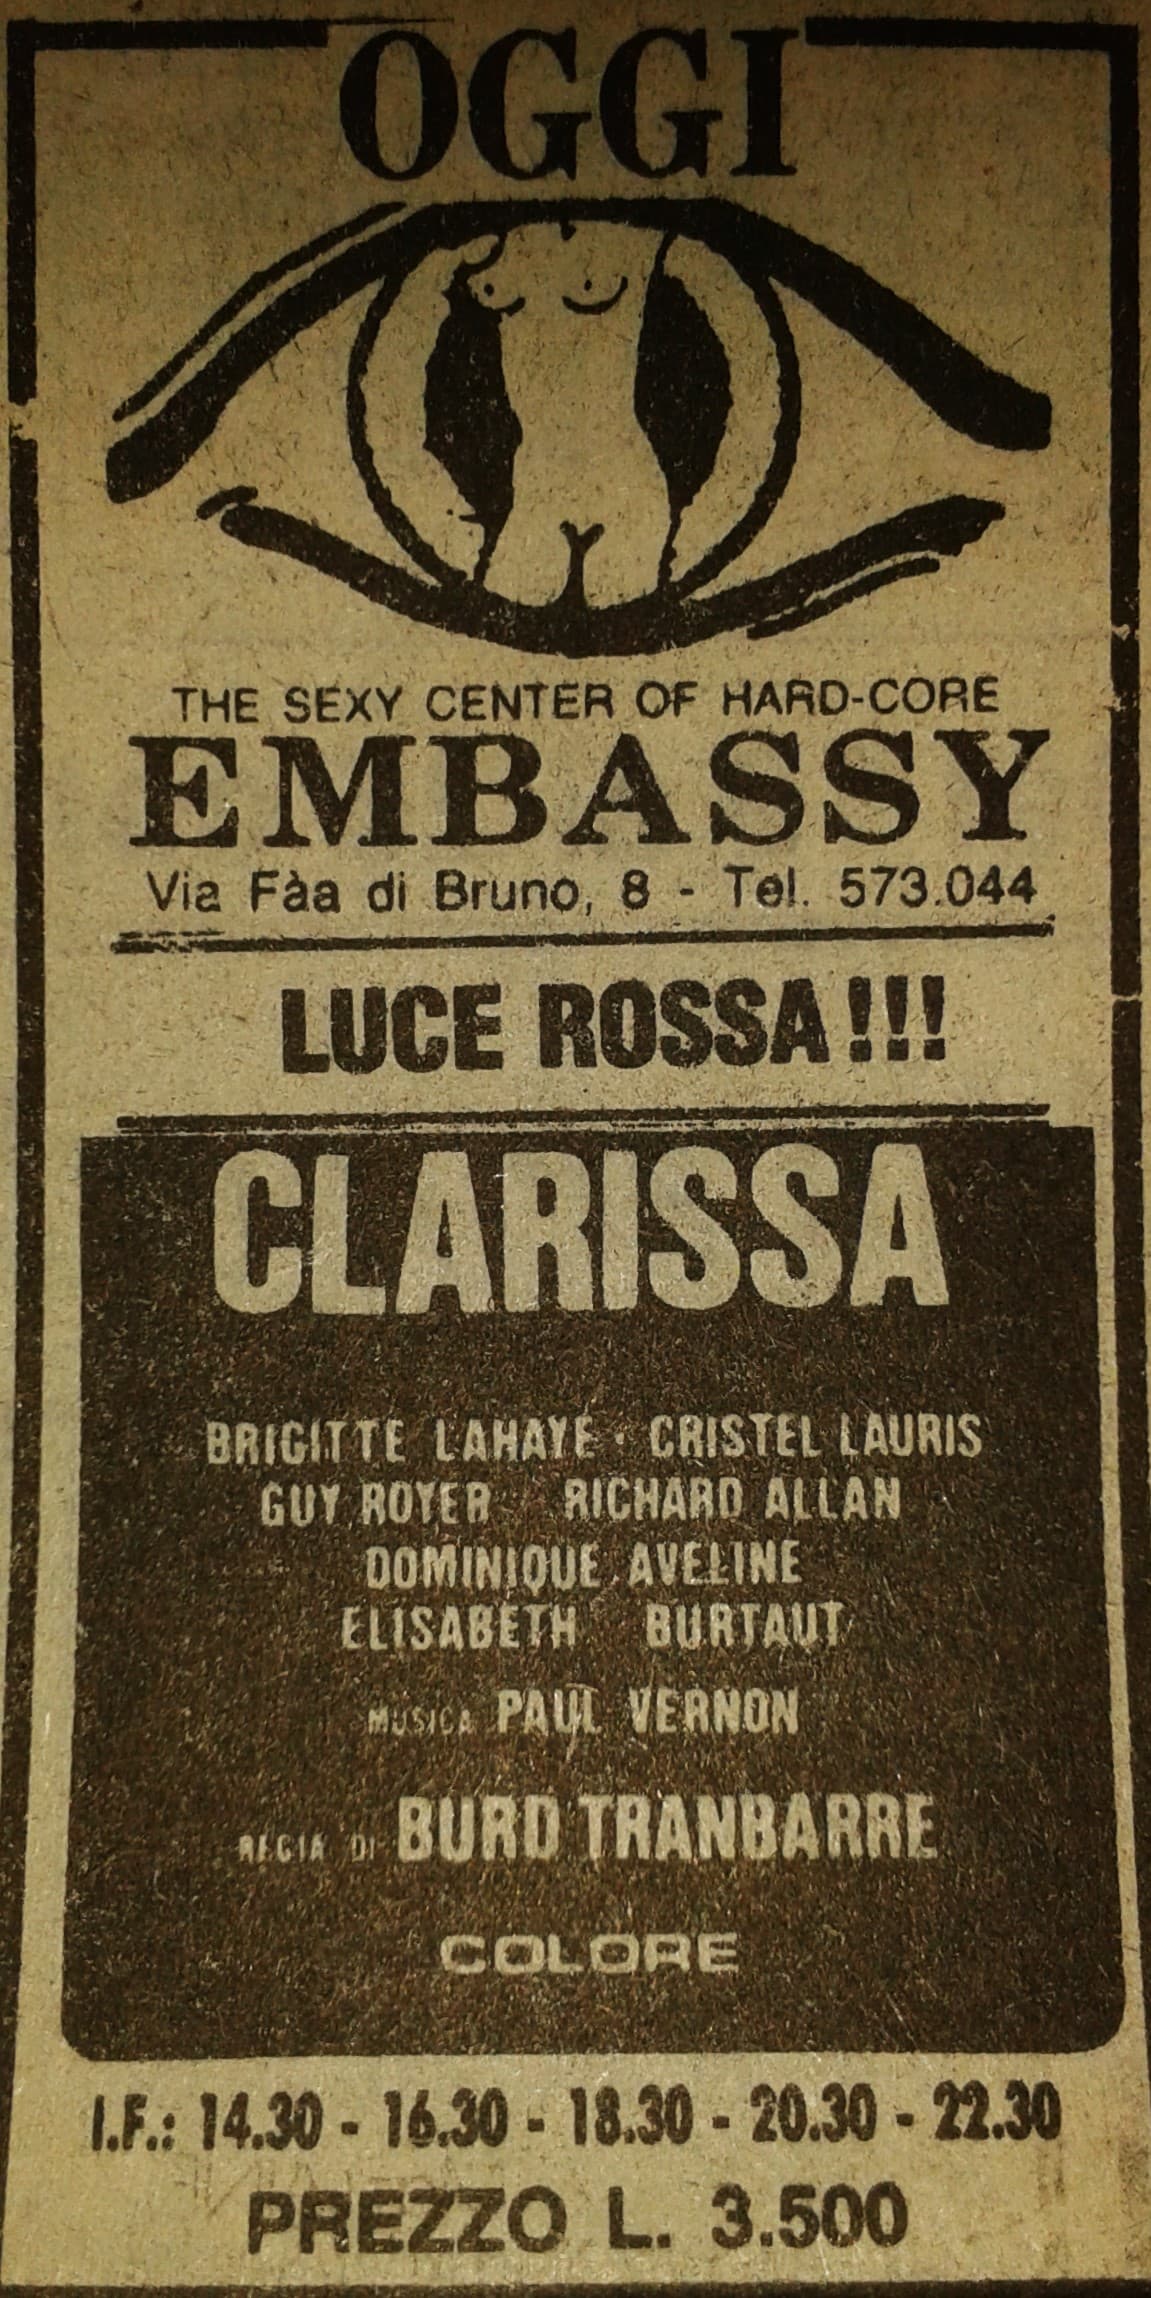 OGGI
THE SEXY CENTER OF HARD-CORE
EMBASSY
Via Fàa di Bruno, 8 - Tel. 573.044
LUCE ROSSA!!!
CLARISSA
BRIGITTE LAHAYE · CRISTEL LAURIS
GUY ROYER RICHARD ALLAN
DOMINIQUE AVELINE
ELISABETH BURTAUT
MUSICA PAUL VERNON
REGIA DI BURD TRANBARRE
COLORE
I.F.: 14.30 - 16.30 - 18.30 - 20.30 - 22.30
PREZZO L. 3.500